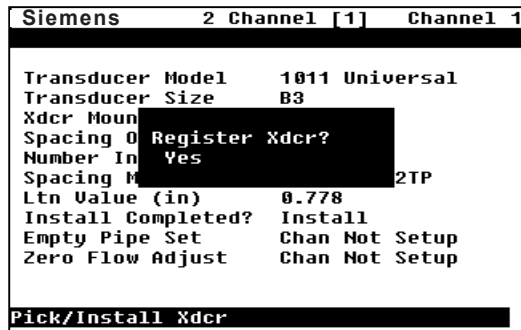 Siemens 2 Channel [1] Channel 1
Transducer Model 1011 Universal
Transducer Size B3
Xdcr Moun
Spacing O
Register Xdcr?
Number In
Yes
Spacing M 2TP
Ltn Value (in) 0.778
Install Completed? Install
Empty Pipe Set Chan Not Setup
Zero Flow Adjust Chan Not Setup
Pick/Install Xdcr